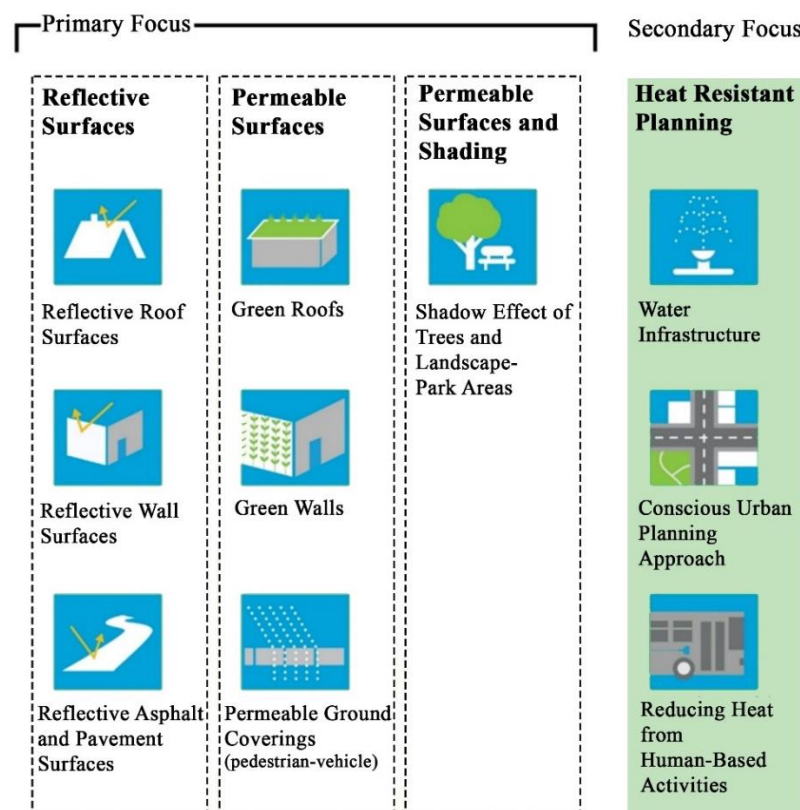 Primary Focus
Secondary Focus
Reflective
Surfaces
Reflective Roof
Surfaces
Reflective Wall
Surfaces
Reflective Asphalt
and Pavement
Surfaces
Permeable
Surfaces
Green Roofs
Green Walls
Permeable Ground
Coverings
(pedestrian-vehicle)
Permeable
Surfaces and
Shading
Shadow Effect of
Trees and
Landscape-
Park Areas
Heat Resistant
Planning
Water
Infrastructure
Conscious Urban
Planning
Approach
Reducing Heat
from
Human-Based
Activities